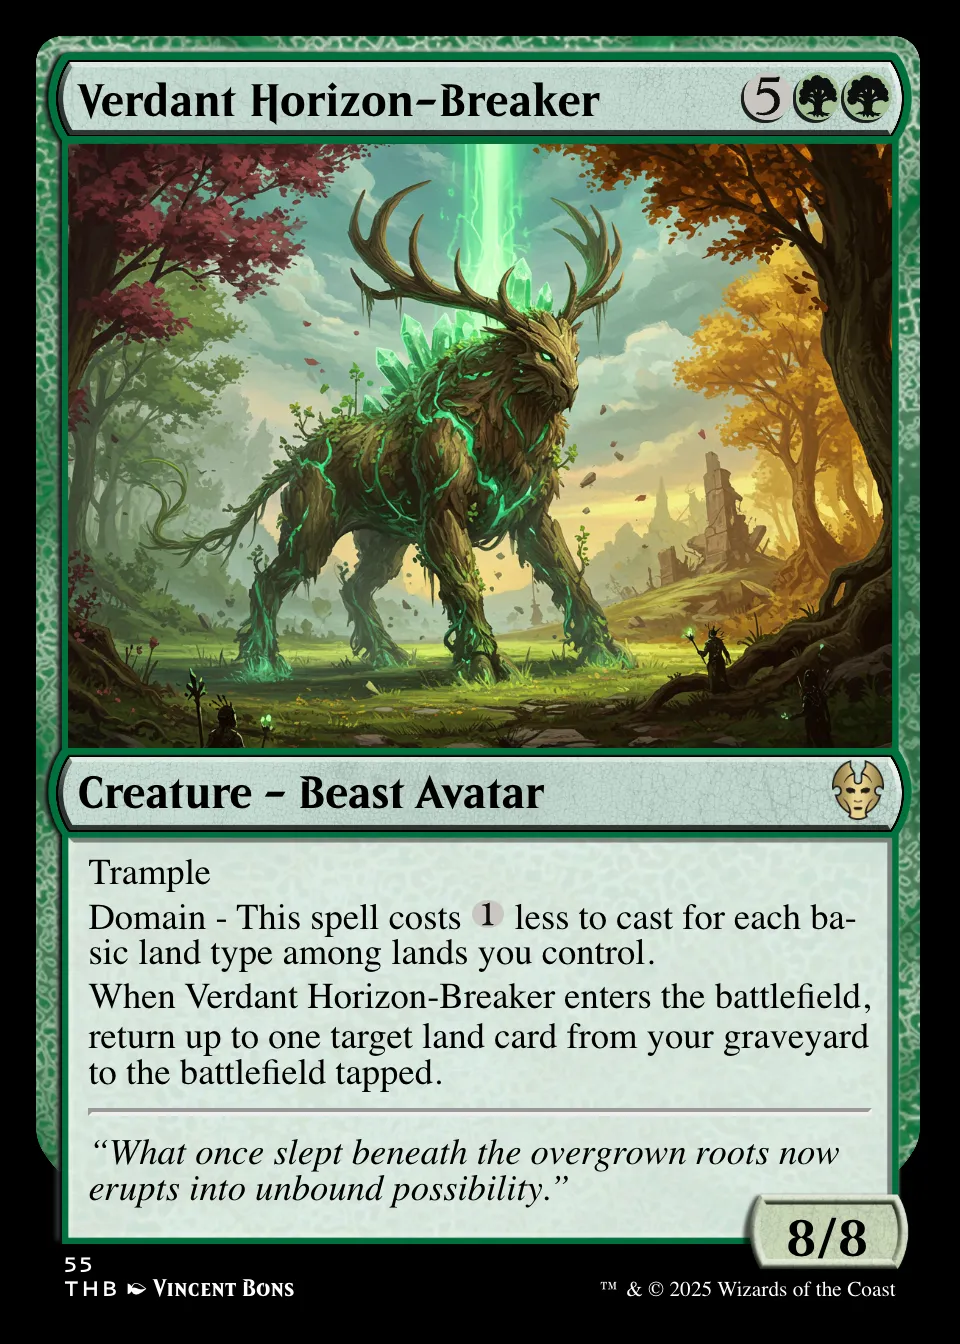 Verdant Horizon-Breaker 5
Creature - Beast Avatar
Trample
Domain - This spell costs 1 less to cast for each ba-
sic land type among lands you control.
When Verdant Horizon-Breaker enters the battlefield,
return up to one target land card from your graveyard
to the battlefield tapped.
“What once slept beneath the overgrown roots now
erupts into unbound possibility.”
8/8
55
THB Vincent Bons
™ & © 2025 Wizards of the Coast